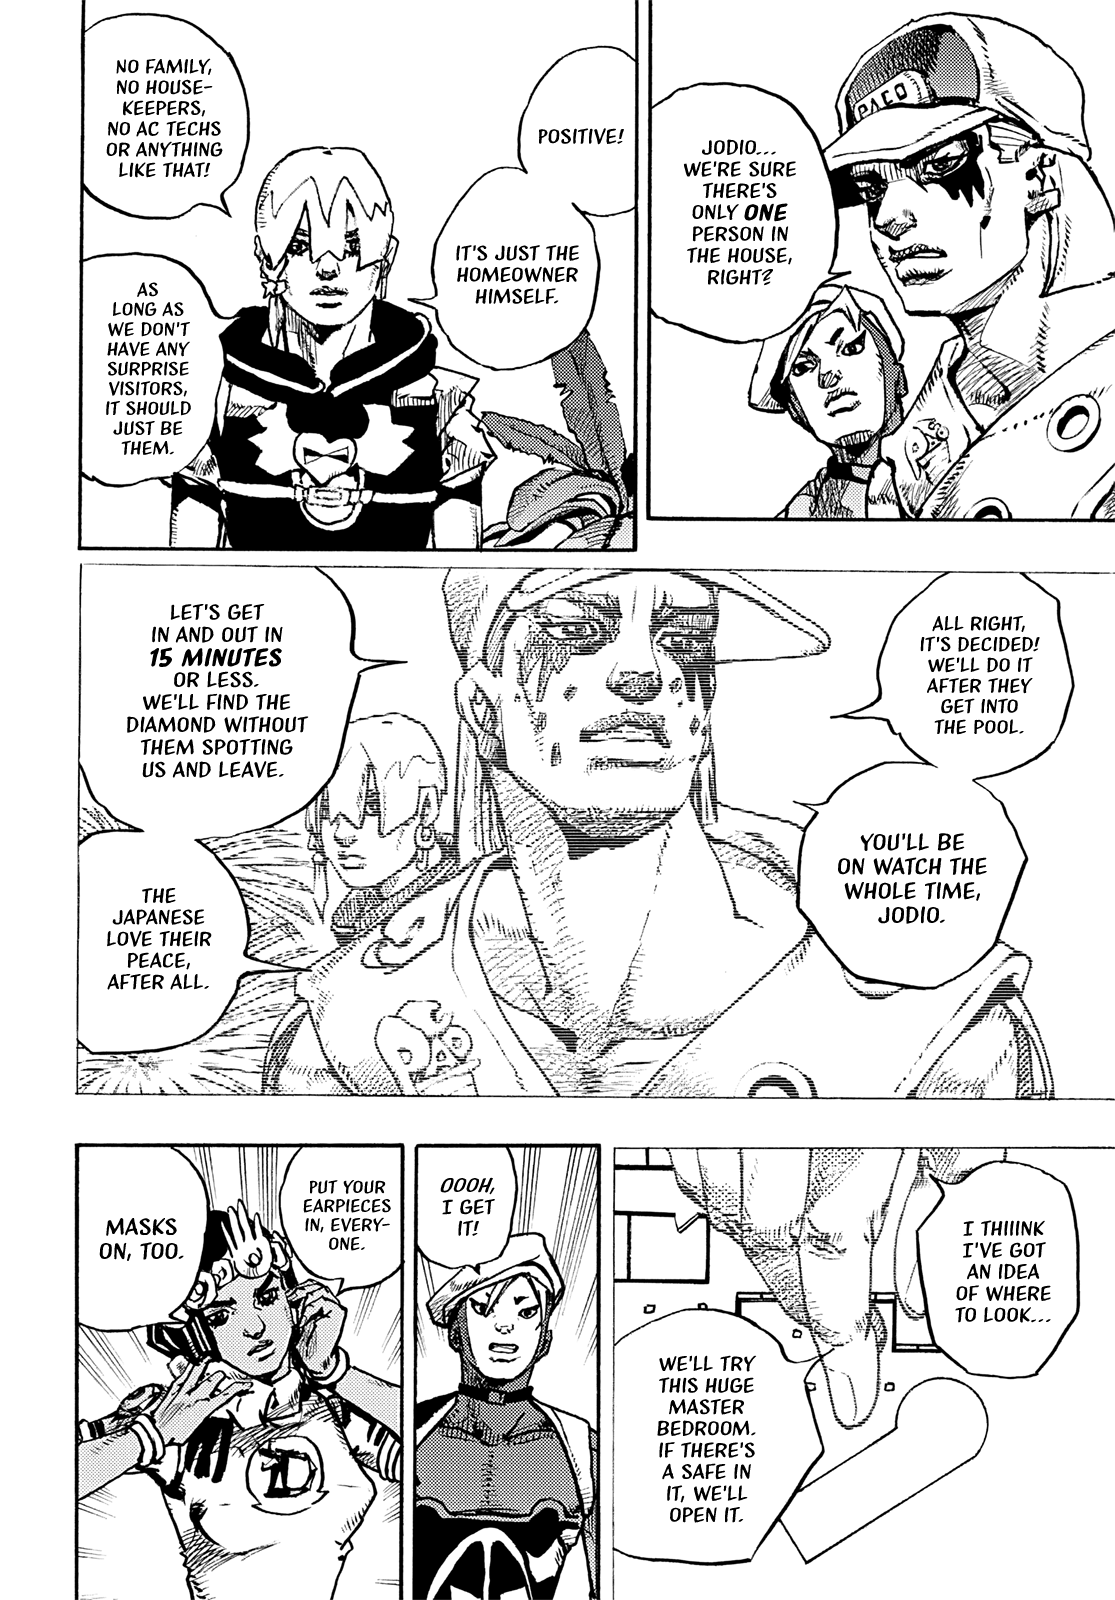 PACO
JODIO...
WE'RE SURE
THERE'S
ONLY ONE
PERSON IN
THE HOUSE,
RIGHT?
POSITIVE!
IT'S JUST THE
HOMEOWNER
HIMSELF.
NO FAMILY,
NO HOUSE-
KEEPERS,
NO AC TECHS
OR ANYTHING
LIKE THAT!
AS
LONG AS
WE DON'T
HAVE ANY
SURPRISE
VISITORS,
IT SHOULD
JUST BE
THEM.
ALL RIGHT,
IT'S DECIDED!
WE'LL DO IT
AFTER THEY
GET INTO
THE POOL.
YOU'LL BE
ON WATCH THE
WHOLE TIME,
JODIO.
LET'S GET
IN AND OUT IN
15 MINUTES
OR LESS.
WE'LL FIND THE
DIAMOND WITHOUT
THEM SPOTTING
US AND LEAVE.
THE
JAPANESE
LOVE THEIR
PEACE,
AFTER ALL.
I THIIINK
I'VE GOT
AN IDEA
OF WHERE
TO LOOK...
WE'LL TRY
THIS HUGE
MASTER
BEDROOM.
IF THERE'S
A SAFE IN
IT, WE'LL
OPEN IT.
OOOH,
I GET
IT!
PUT YOUR
EARPIECES
IN, EVERY-
ONE.
MASKS
ON, TOO.
D